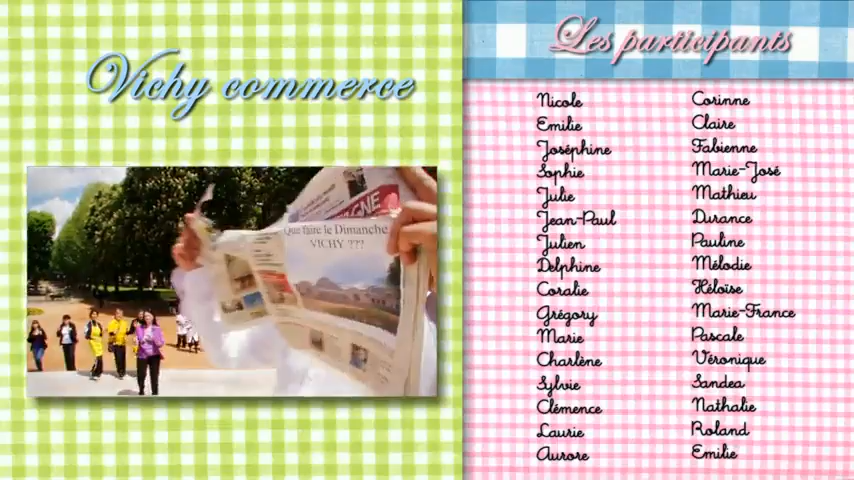 Vichy commerce
GNE
Que faire le Dimanche
VICHY ???
Les participants
Nicole
Emilie
Joséphine
Sophie
Julie
Jean-Paul
Julien
Delphine
Coralie
Grégory
Marie
Charlène
Sylvie
Clémence
Laurie
Aurore
Corinne
Claire
Fabienne
Marie-José
Mathieu
Durance
Pauline
Mélodie
Héloïse
Marie-France
Pascale
Véronique
Sandea
Nathalie
Roland
Emilie